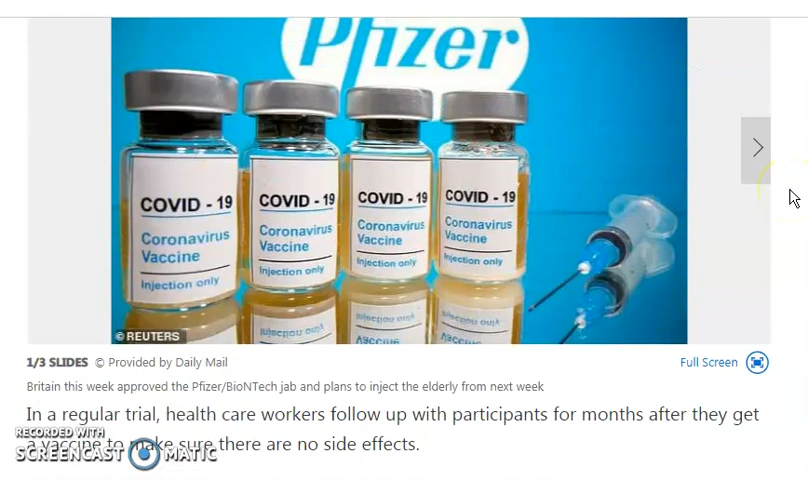 Pfizer
COVID - 19
Coronavirus
Vaccine
Injection only
COVID - 19
Coronavirus
Vaccine
Injection only
COVID - 19
Coronavirus
Vaccine
Injection only
COVID - 19
Coronavirus
Vaccine
Injection only
© REUTERS
1/3 SLIDES © Provided by Daily Mail
Full Screen
Britain this week approved the Pfizer/BioNTech jab and plans to inject the elderly from next week
In a regular trial, health care workers follow up with participants for months after they get
a vaccine to make sure there are no side effects.
RECORDED WITH
SCREENCAST MATIC